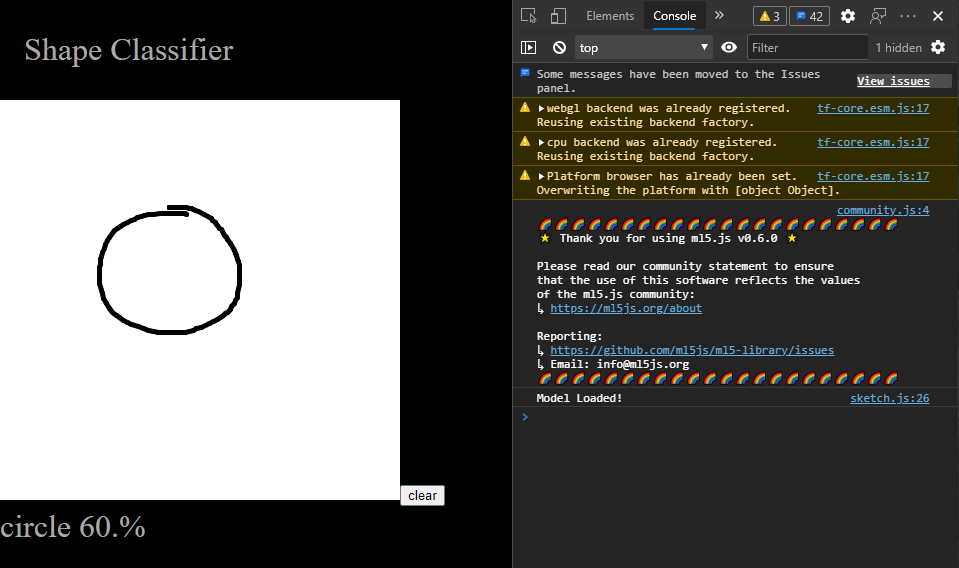 Shape Classifier
clear
circle 60.%
Elements
Console
3
42
top
Filter
1 hidden
Some messages have been moved to the Issues panel.
View issues
webgl backend was already registered. tf-core.esm.js:17
Reusing existing backend factory.
cpu backend was already registered. tf-core.esm.js:17
Reusing existing backend factory.
Platform browser has already been set. tf-core.esm.js:17
Overwriting the platform with [object Object].
community.js:4
Thank you for using ml5.js v0.6.0
Please read our community statement to ensure
that the use of this software reflects the values
of the ml5.js community:
↳ https://ml5js.org/about
Reporting:
↳ https://github.com/ml5js/ml5-library/issues
↳ Email: info@ml5js.org
Model Loaded! sketch.js:26